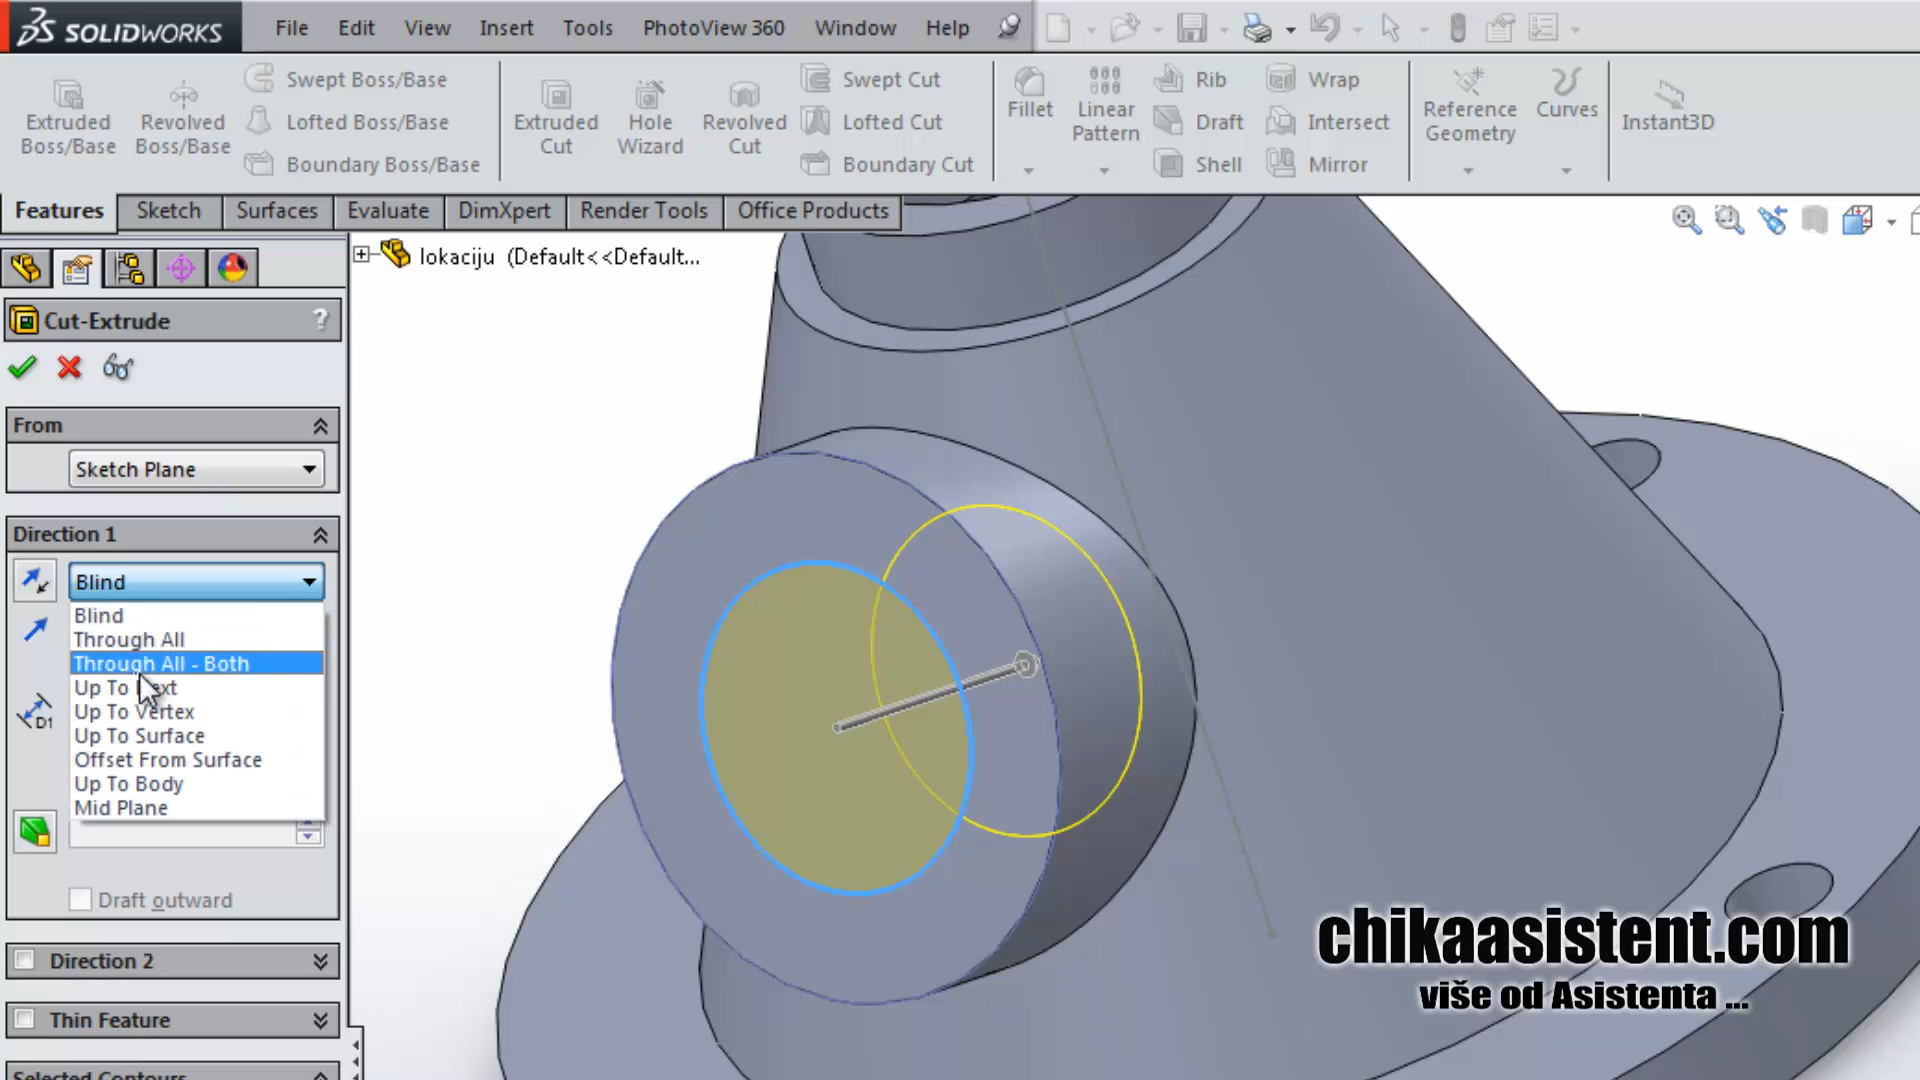 SOLIDWORKS File Edit View Insert Tools PhotoView 360 Window Help
Extruded Boss/Base
Revolved Boss/Base
Swept Boss/Base
Lofted Boss/Base
Boundary Boss/Base
Extruded Cut
Hole Wizard
Revolved Cut
Swept Cut
Lofted Cut
Boundary Cut
Fillet
Linear Pattern
Rib
Draft
Shell
Wrap
Intersect
Mirror
Reference Geometry
Curves
Instant3D
Features Sketch Surfaces Evaluate DimXpert Render Tools Office Products
lokaciju (Default<<Default...
Cut-Extrude ?
From
Sketch Plane
Direction 1
Blind
Blind
Through All
Through All - Both
Up To Next
Up To Vertex
Up To Surface
Offset From Surface
Up To Body
Mid Plane
D1
Draft outward
Direction 2
Thin Feature
Selected Contours
chikaasistent.com
više od Asistenta ...